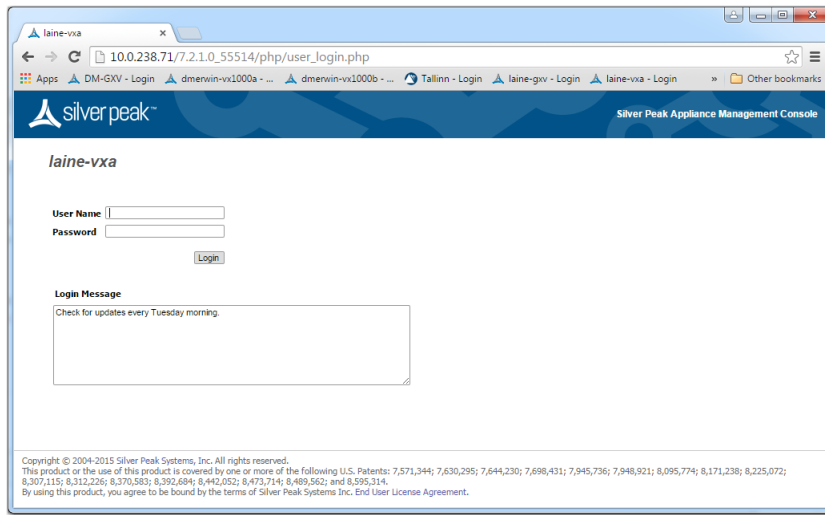 laine-vxa
10.0.238.71/7.2.1.0_55514/php/user_login.php
Apps DM-GXV - Login dmerwin-vx1000a - ... dmerwin-vx1000b - ... Tallinn - Login laine-gxv - Login laine-vxa - Login » Other bookmarks
silver peak™ Silver Peak Appliance Management Console
laine-vxa
User Name
Password
Login
Login Message
Check for updates every Tuesday morning.
Copyright © 2004-2015 Silver Peak Systems, Inc. All rights reserved.
This product or the use of this product is covered by one or more of the following U.S. Patents: 7,571,344; 7,630,295; 7,644,230; 7,698,431; 7,945,736; 7,948,921; 8,095,774; 8,171,238; 8,225,072;
8,307,115; 8,312,226; 8,370,583; 8,392,684; 8,442,052; 8,473,714; 8,489,562; and 8,595,314.
By using this product, you agree to be bound by the terms of Silver Peak Systems Inc. End User License Agreement.